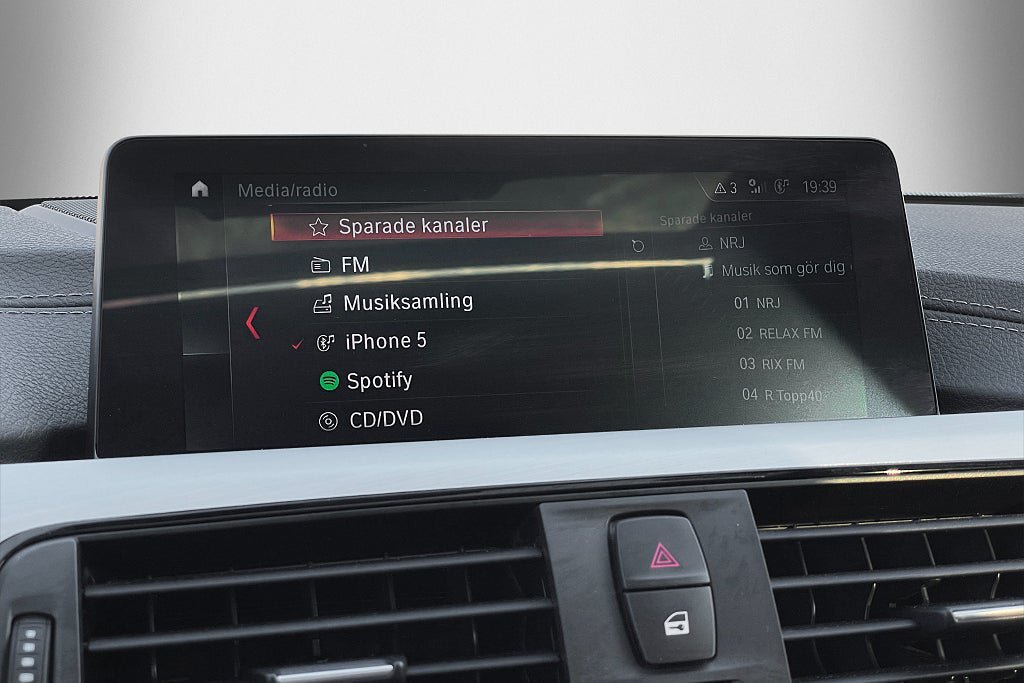 Media/radio
3 19:39
Sparade kanaler
FM
Musiksamling
iPhone 5
Spotify
CD/DVD
Sparade kanaler
NRJ
Musik som gör dig
01 NRJ
02 RELAX FM
03 RIX FM
04 R Topp40